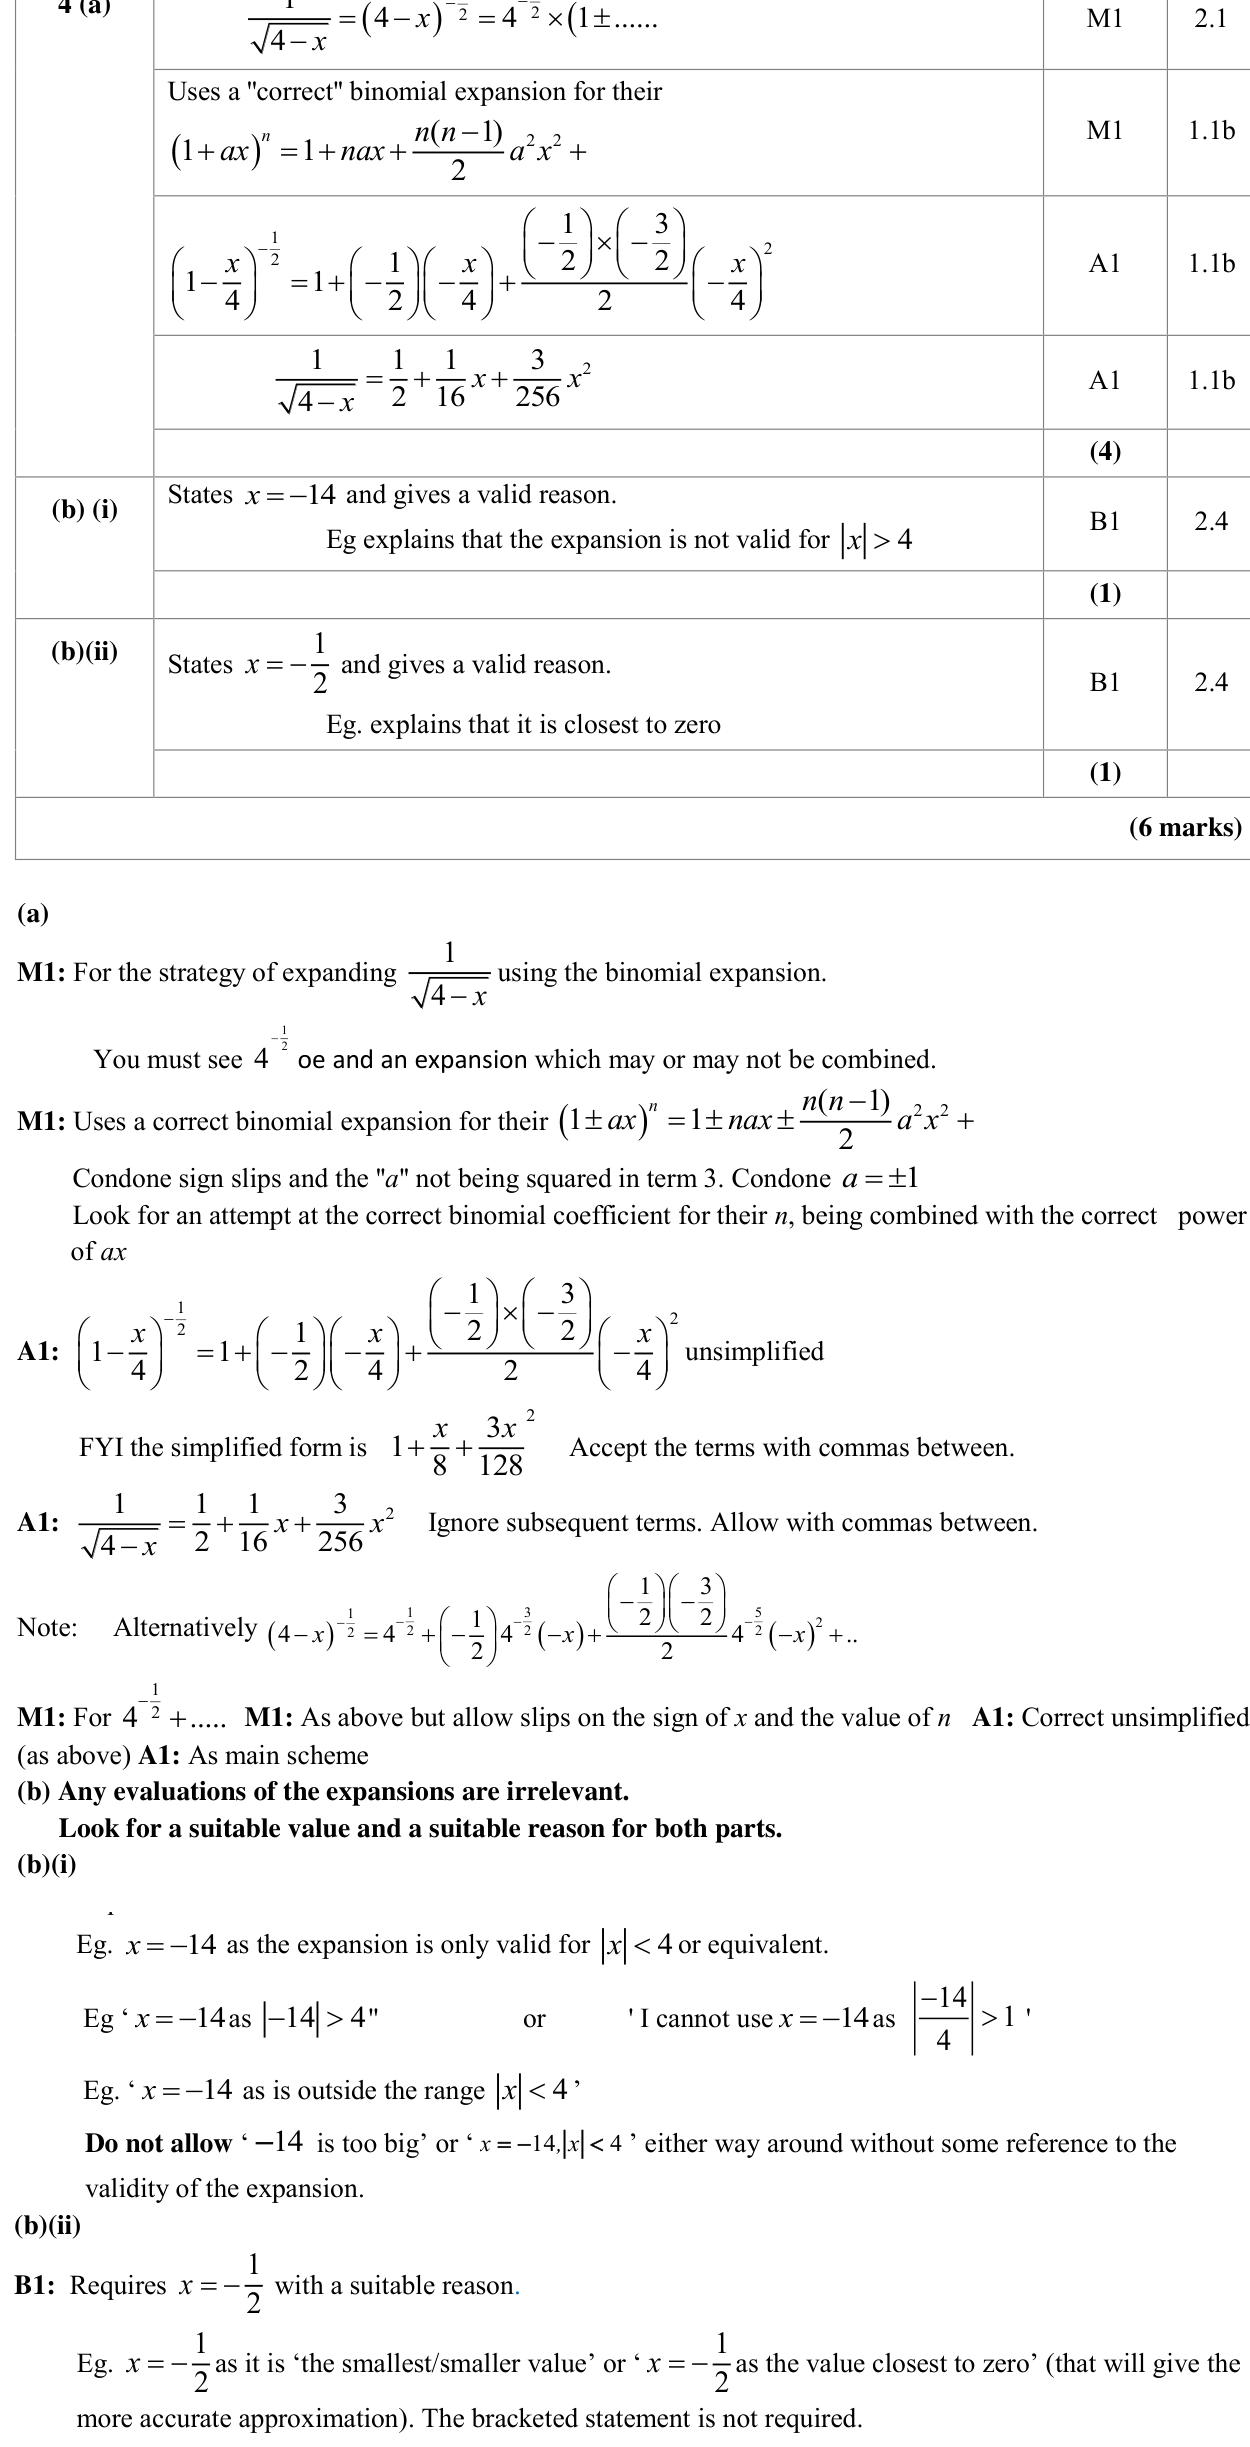 4 (a) 1/√(4−x) = (4−x)^(−1/2) = 4^(−1/2) × (1 ± ...... M1 2.1
Uses a "correct" binomial expansion for their
(1+ax)^n = 1 + nax + n(n−1)/2 a²x² + M1 1.1b
(1 − x/4)^(−1/2) = 1 + (−1/2)(−x/4) + ((−1/2)×(−3/2))/2 (−x/4)² A1 1.1b
1/√(4−x) = 1/2 + 1/16 x + 3/256 x² A1 1.1b
(4)
(b) (i) States x = −14 and gives a valid reason.
Eg explains that the expansion is not valid for |x| > 4 B1 2.4
(1)
(b)(ii) States x = −1/2 and gives a valid reason.
Eg. explains that it is closest to zero B1 2.4
(1)
(6 marks)
(a)
M1: For the strategy of expanding 1/√(4−x) using the binomial expansion.
You must see 4^(−1/2) oe and an expansion which may or may not be combined.
M1: Uses a correct binomial expansion for their (1 ± ax)^n = 1 ± nax ± n(n−1)/2 a²x² +
Condone sign slips and the "a" not being squared in term 3. Condone a = ±1
Look for an attempt at the correct binomial coefficient for their n, being combined with the correct power
of ax
A1: (1 − x/4)^(−1/2) = 1 + (−1/2)(−x/4) + ((−1/2)×(−3/2))/2 (−x/4)² unsimplified
FYI the simplified form is 1 + x/8 + 3x²/128 Accept the terms with commas between.
A1: 1/√(4−x) = 1/2 + 1/16 x + 3/256 x² Ignore subsequent terms. Allow with commas between.
Note: Alternatively (4−x)^(−1/2) = 4^(−1/2) + (−1/2)4^(−3/2)(−x) + ((−1/2)(−3/2))/2 4^(−5/2)(−x)² + ..
M1: For 4^(−1/2) + ..... M1: As above but allow slips on the sign of x and the value of n A1: Correct unsimplified
(as above) A1: As main scheme
(b) Any evaluations of the expansions are irrelevant.
Look for a suitable value and a suitable reason for both parts.
(b)(i)
Eg. x = −14 as the expansion is only valid for |x| < 4 or equivalent.
Eg ‘ x = −14 as |−14| > 4" or ' I cannot use x = −14 as |−14/4| > 1 '
Eg. ‘ x = −14 as is outside the range |x| < 4 ’
Do not allow ‘ −14 is too big’ or ‘ x = −14, |x| < 4 ’ either way around without some reference to the
validity of the expansion.
(b)(ii)
B1: Requires x = −1/2 with a suitable reason.
Eg. x = −1/2 as it is ‘the smallest/smaller value’ or ‘ x = −1/2 as the value closest to zero’ (that will give the
more accurate approximation). The bracketed statement is not required.